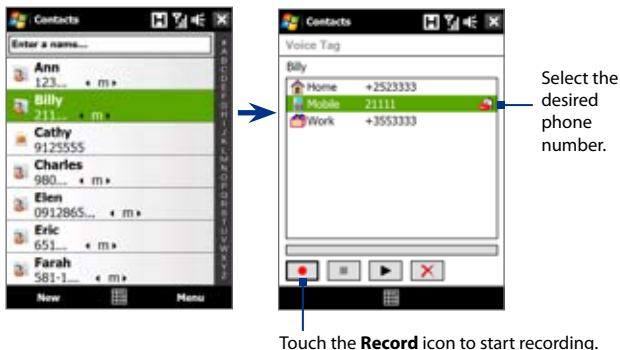 Contacts
Enter a name...
Ann
123... m
Billy
211... m
Cathy
9125555
Charles
980... m
Elen
0912865... m
Eric
651... m
Farah
581-1... m
New Menu
Contacts
Voice Tag
Billy
Home +2523333
Mobile 21111
Work +3553333
Select the
desired
phone
number.
Touch the Record icon to start recording.